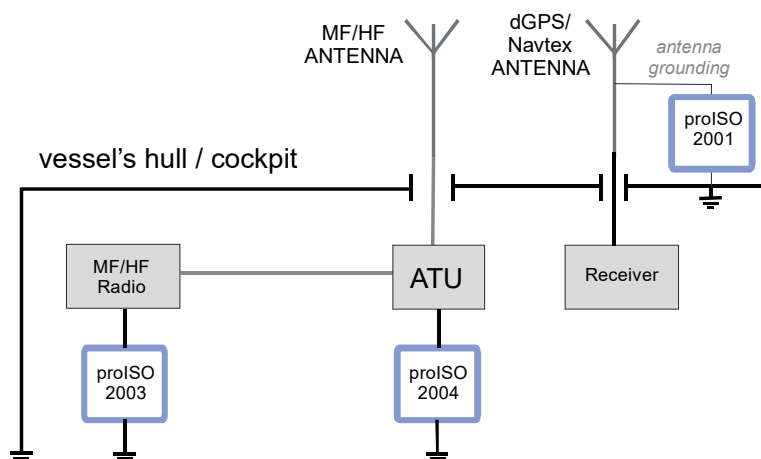 MF/HF
ANTENNA
dGPS/
Navtex
ANTENNA
antenna
grounding
proISO
2001
vessel's hull / cockpit
MF/HF
Radio
ATU
Receiver
proISO
2003
proISO
2004